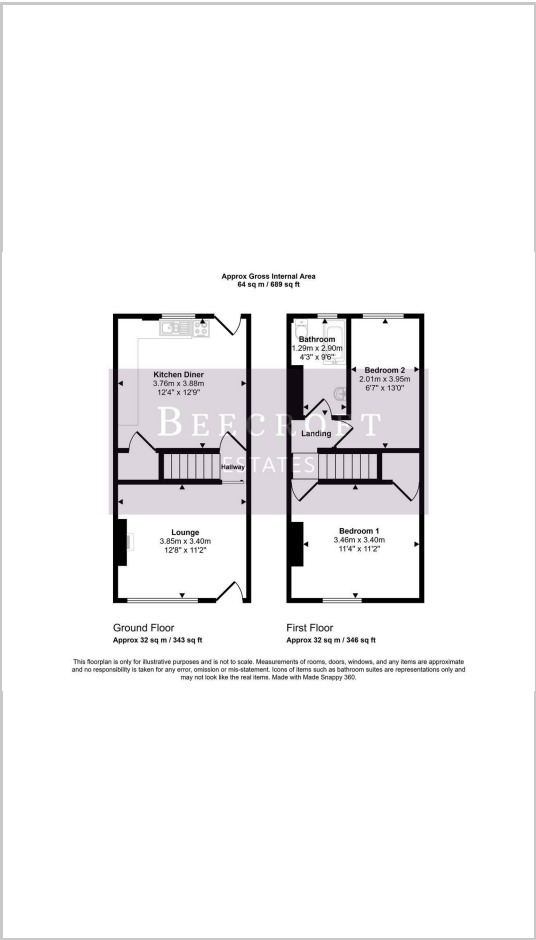 Approx Gross Internal Area
64 sq m / 689 sq ft
Kitchen Diner
3.76m x 3.88m
12'4" x 12'9"
Hallway
Lounge
3.85m x 3.40m
12'8" x 11'2"
Bathroom
1.29m x 2.90m
4'3" x 9'6"
Bedroom 2
2.01m x 3.95m
6'7" x 13'0"
Landing
Bedroom 1
3.46m x 3.40m
11'4" x 11'2"
BEECROFT
ESTATES
Ground Floor
Approx 32 sq m / 343 sq ft
First Floor
Approx 32 sq m / 346 sq ft
This floorplan is only for illustrative purposes and is not to scale. Measurements of rooms, doors, windows, and any items are approximate
and no responsibility is taken for any error, omission or mis-statement. Icons of items such as bathroom suites are representations only and
may not look like the real items. Made with Made Snappy 360.